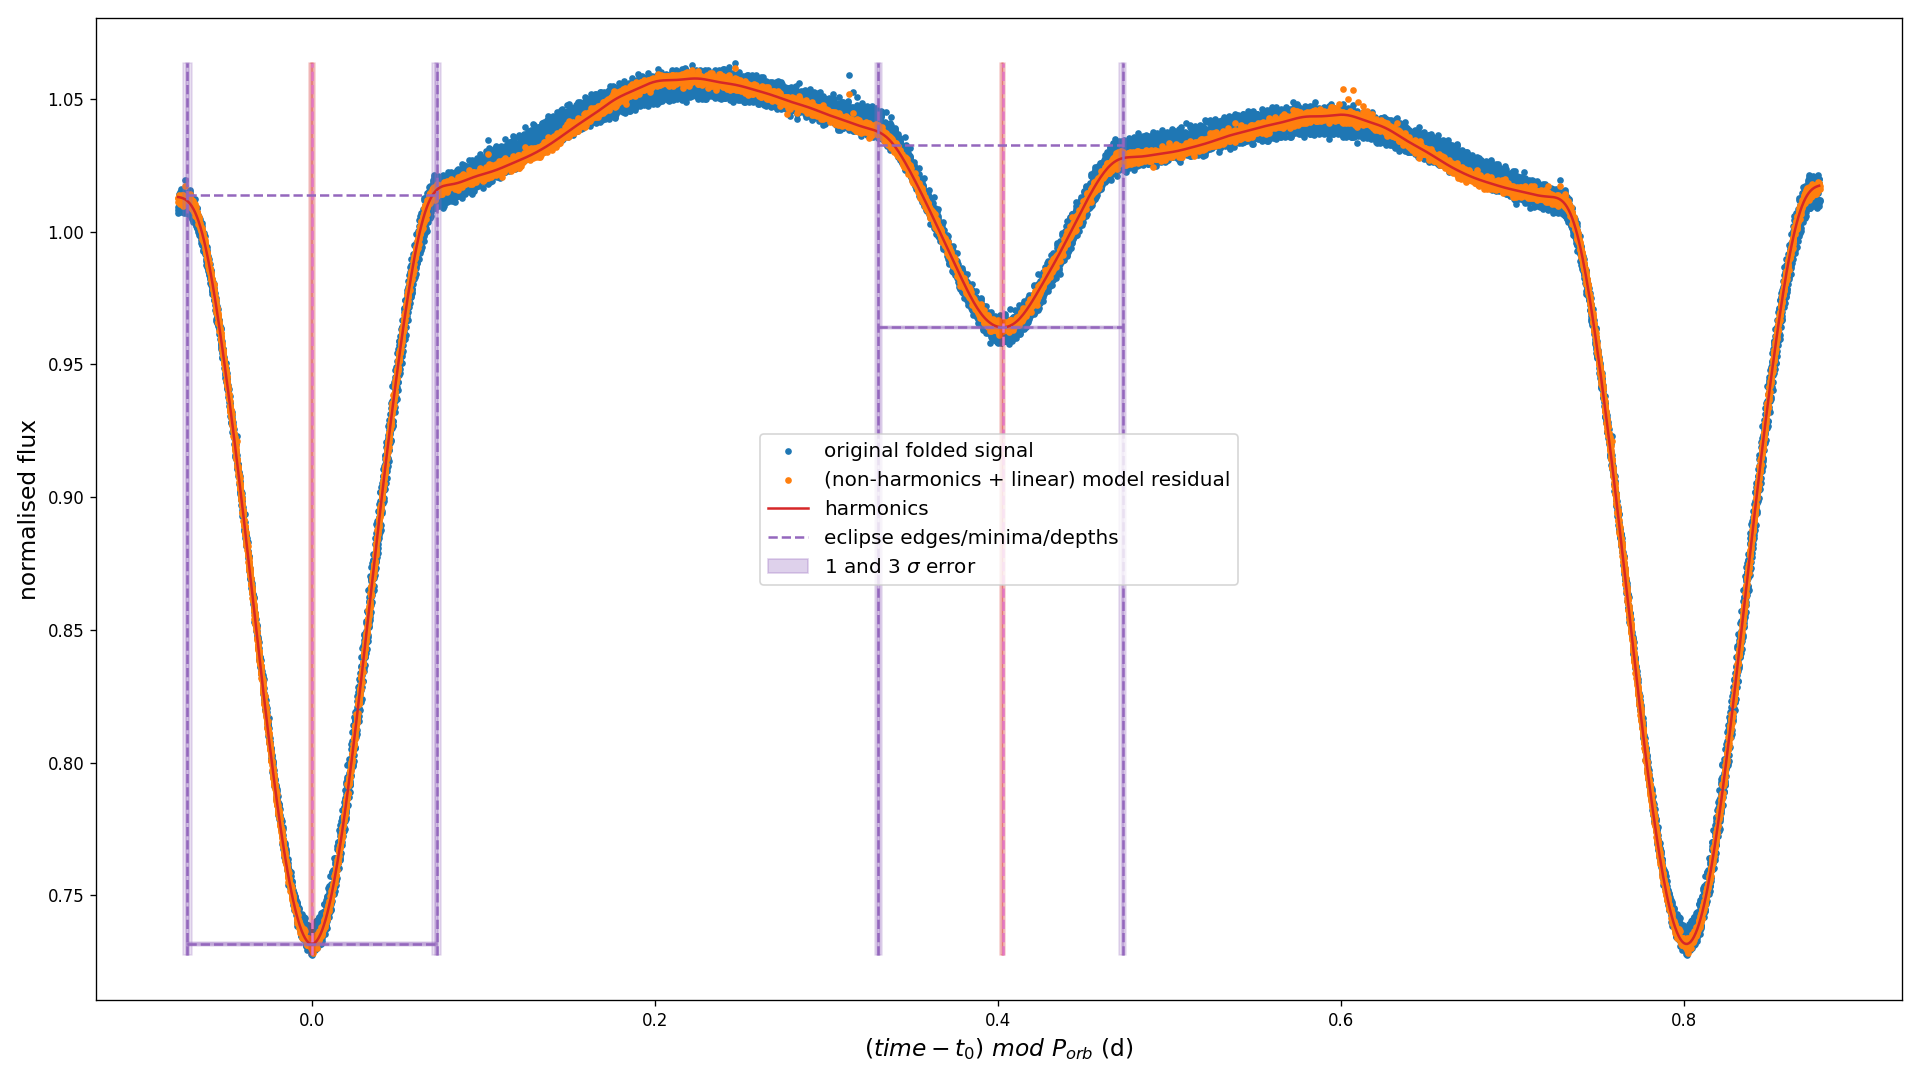 1.05
1.00
0.95
0.90
0.85
0.80
0.75
normalised flux
original folded signal
(non-harmonics + linear) model residual
harmonics
eclipse edges/minima/depths
1 and 3 σ error
0.0 0.2 0.4 0.6 0.8
(time − t₀) mod P_orb (d)